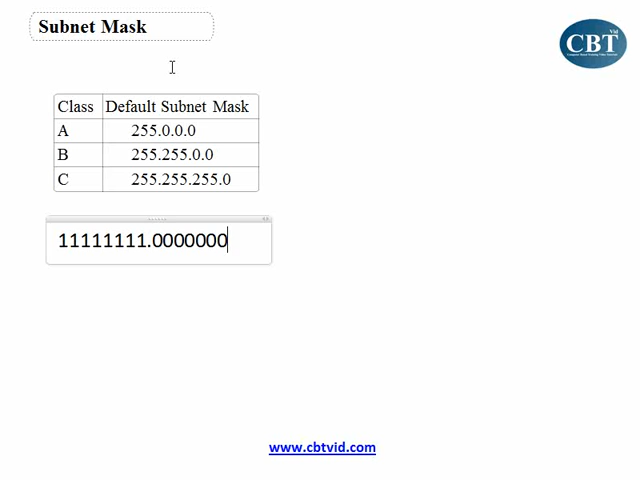 Subnet Mask
Vid
CBT
Class Default Subnet Mask
A 255.0.0.0
B 255.255.0.0
C 255.255.255.0
11111111.0000000
www.cbtvid.com